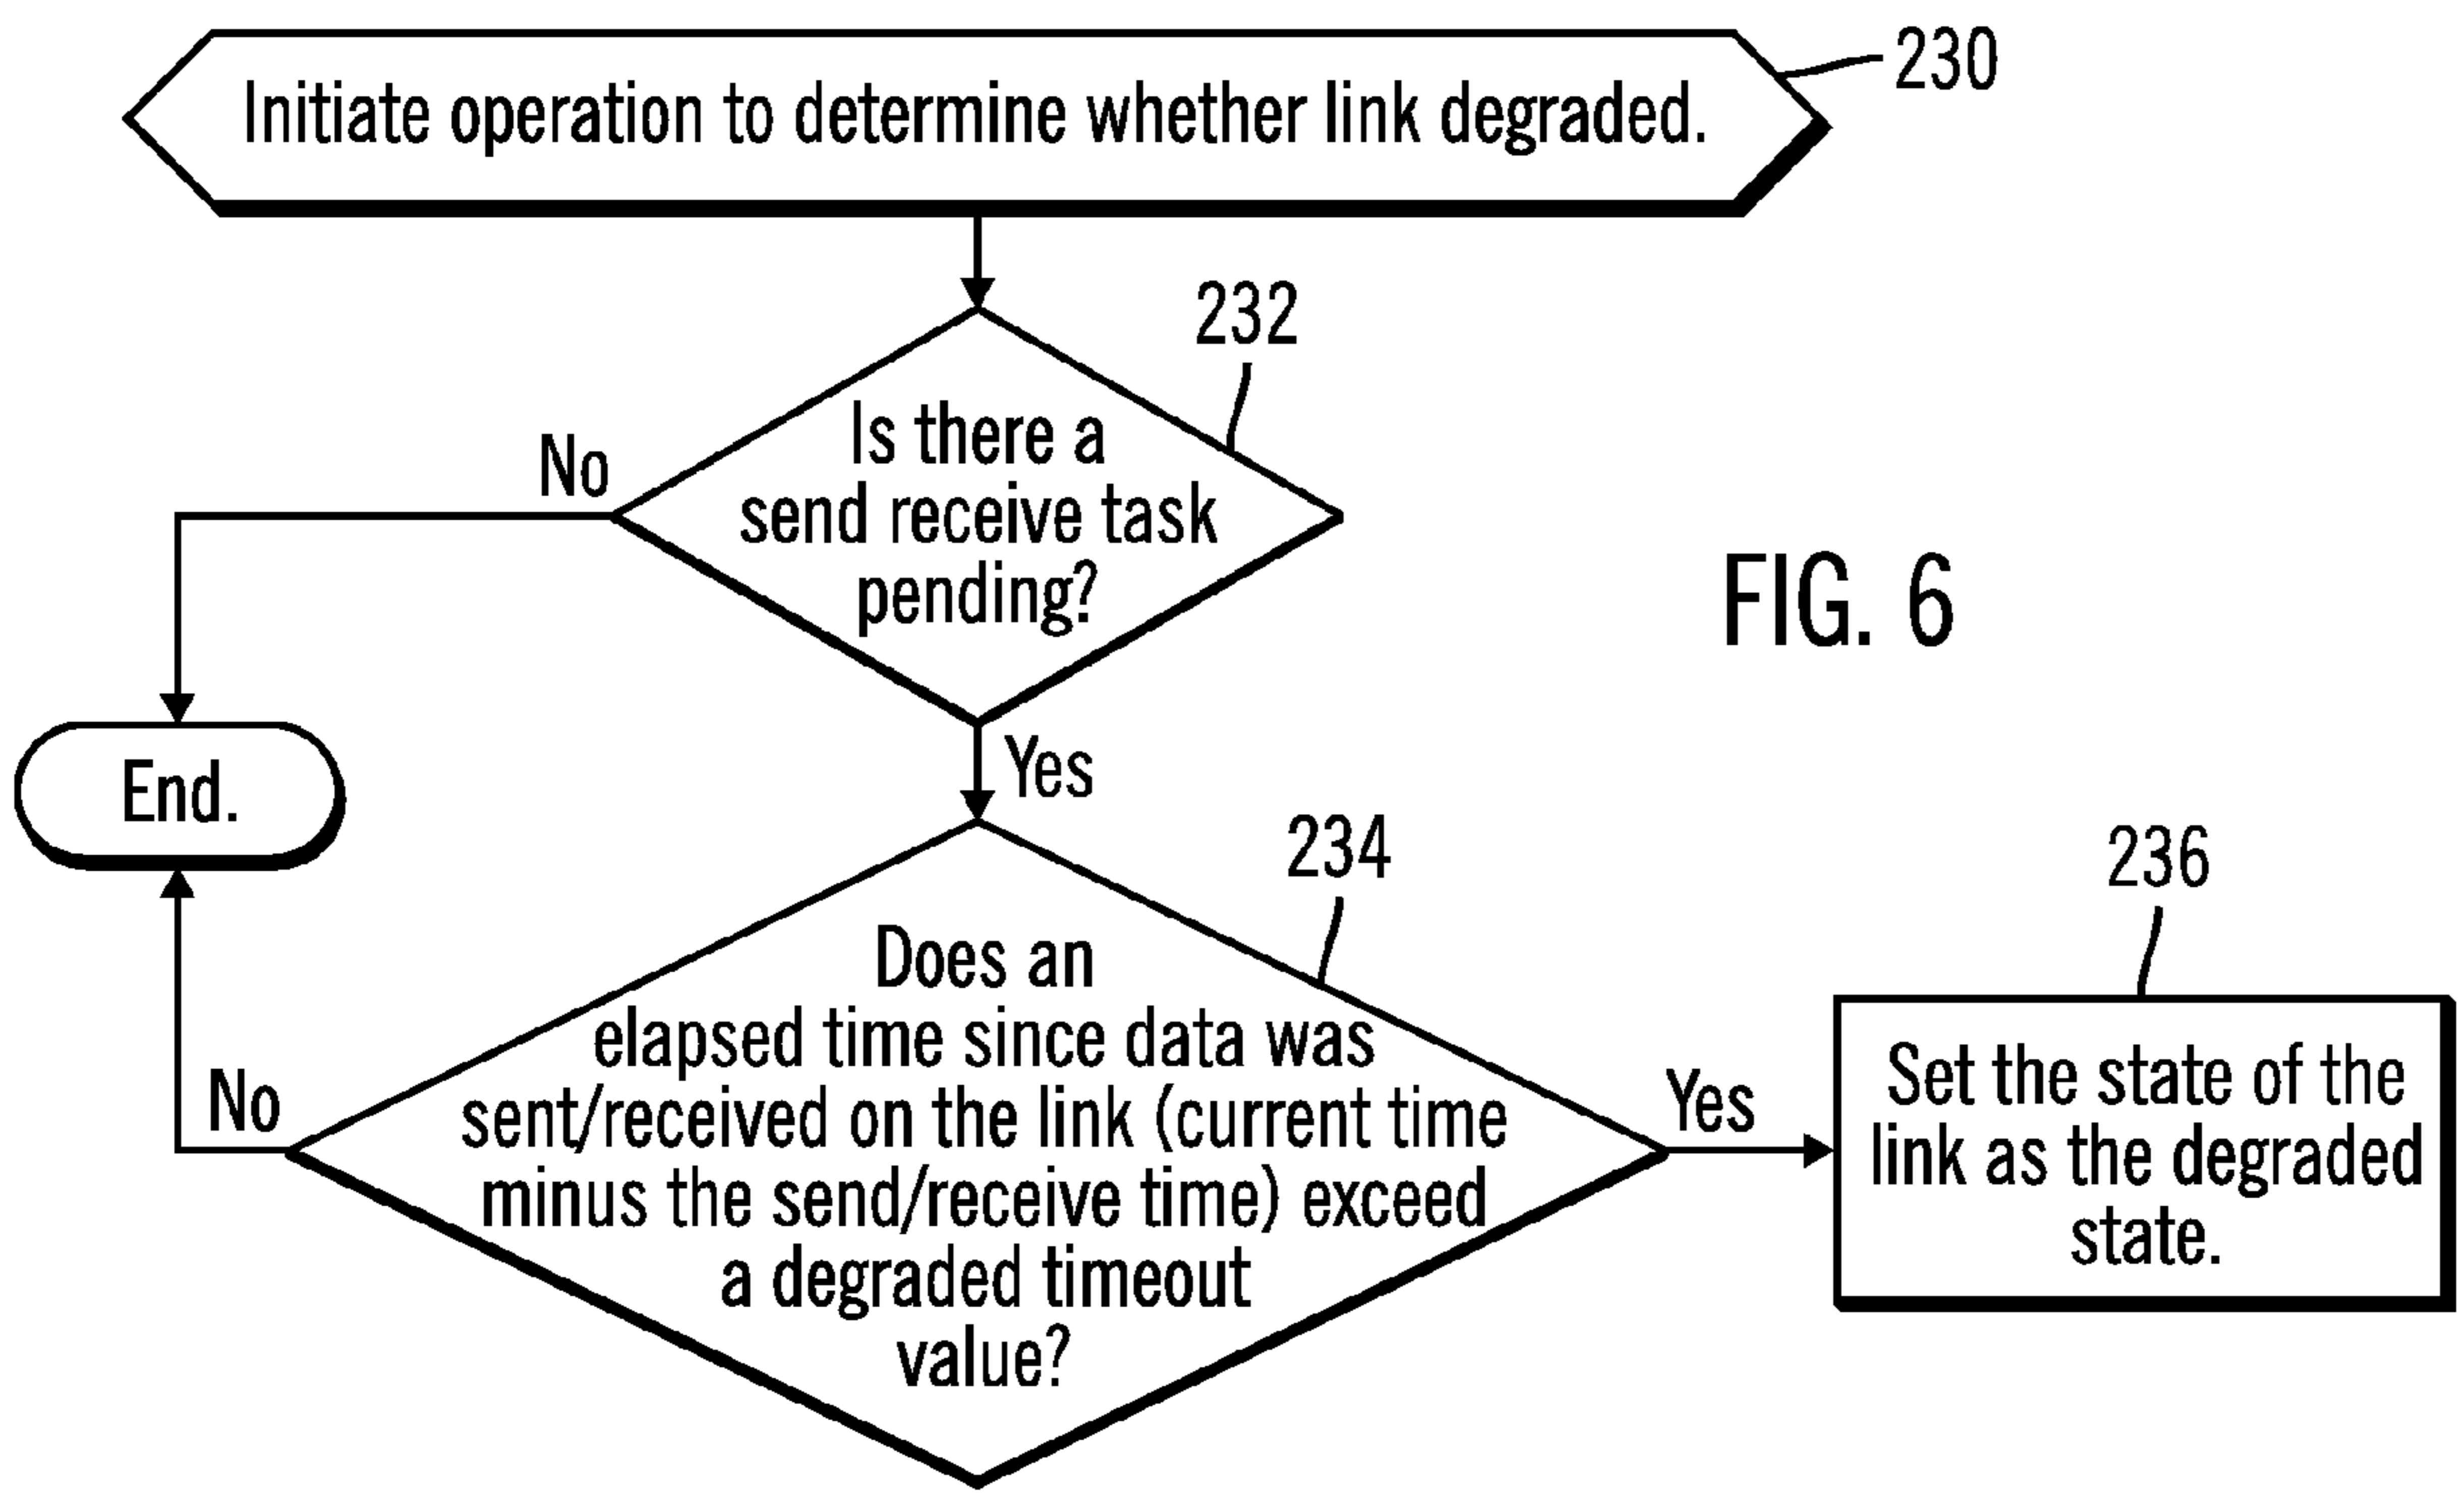 Initiate operation to determine whether link degraded.
230
232
Is there a
send receive task
pending?
No
FIG. 6
Yes
End.
234
236
Does an
elapsed time since data was
sent/received on the link (current time
minus the send/receive time) exceed
a degraded timeout
value?
No
Yes
Set the state of the
link as the degraded
state.